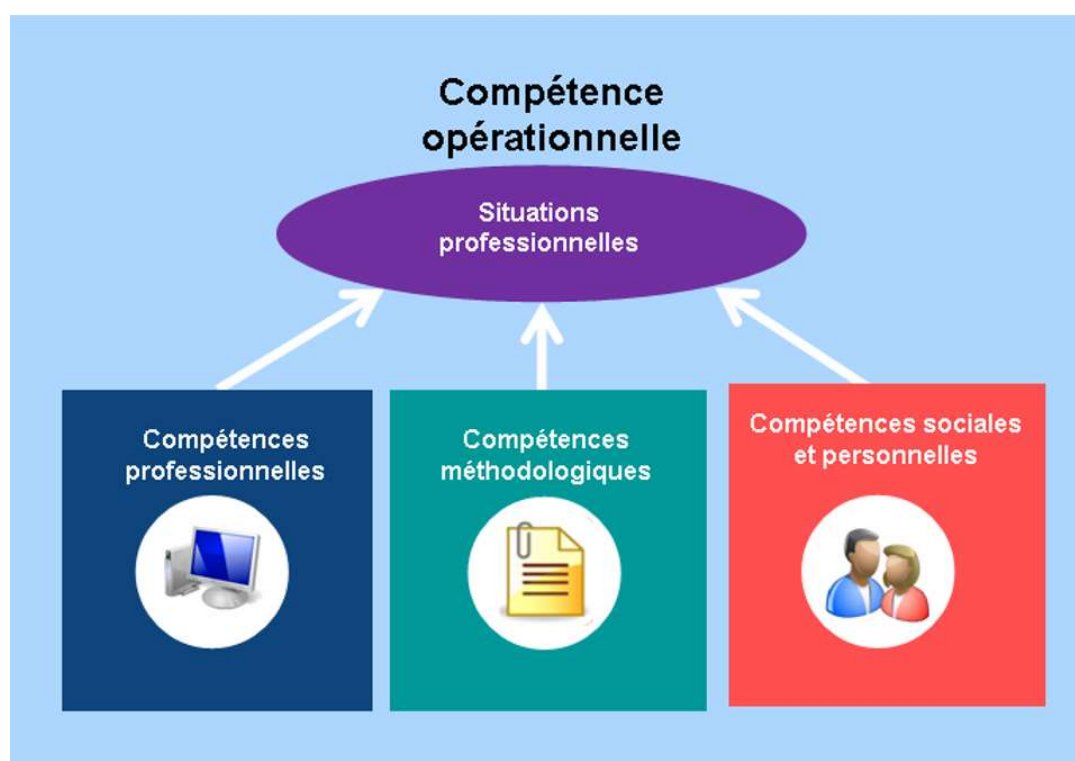 Compétence
opérationnelle
Situations
professionnelles
Compétences
professionnelles
Compétences
méthodologiques
Compétences sociales
et personnelles